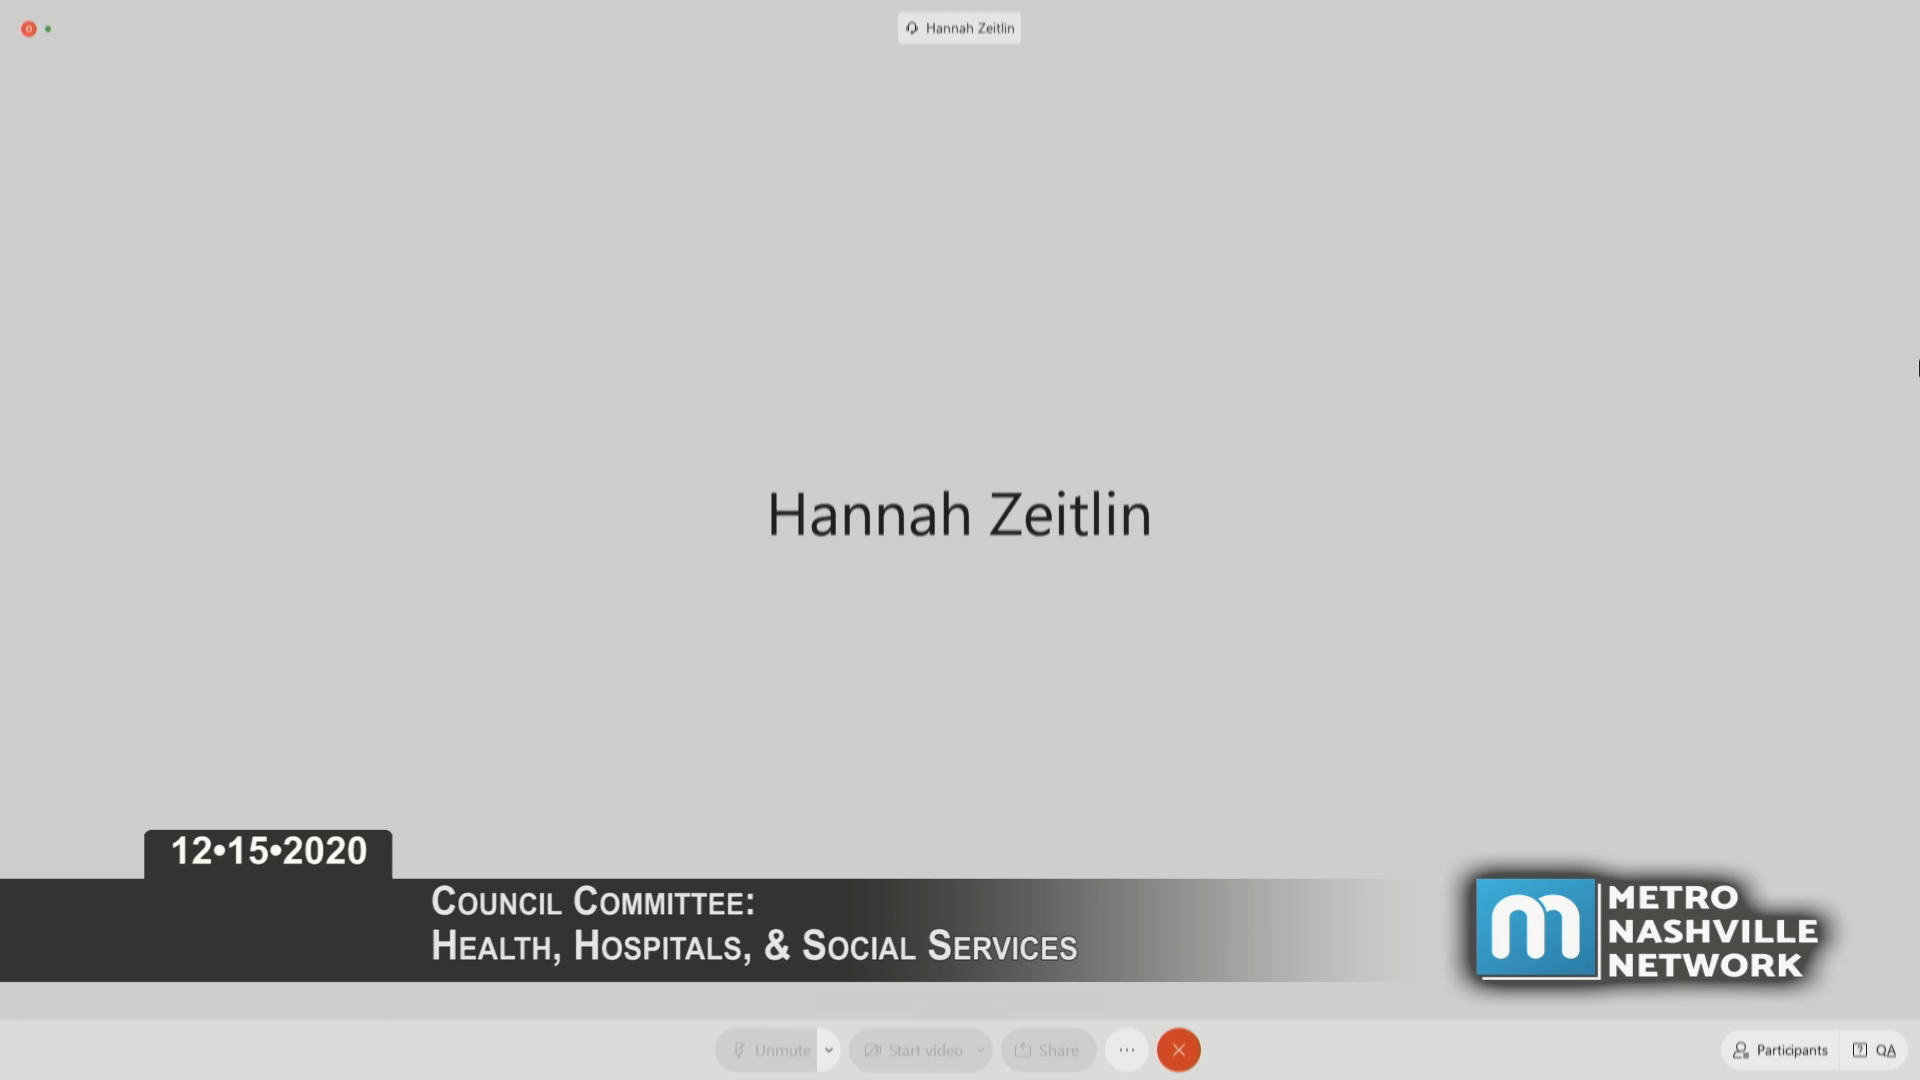 Hannah Zeitlin
Hannah Zeitlin
12•15•2020
COUNCIL COMMITTEE:
HEALTH, HOSPITALS, & SOCIAL SERVICES
m
METRO
NASHVILLE
NETWORK
Unmute
Start video
Share
Participants
QA